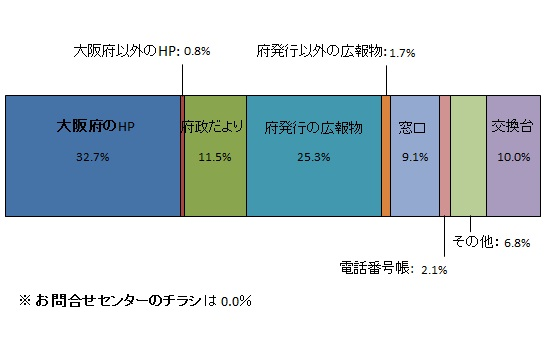 大阪府以外のHP: 0.8%
府発行以外の広報物: 1.7%
大阪府のHP
32.7%
府政だより
11.5%
府発行の広報物
25.3%
窓口
9.1%
交換台
10.0%
その他: 6.8%
電話番号帳: 2.1%
※ お問合せセンターのチラシは 0.0%